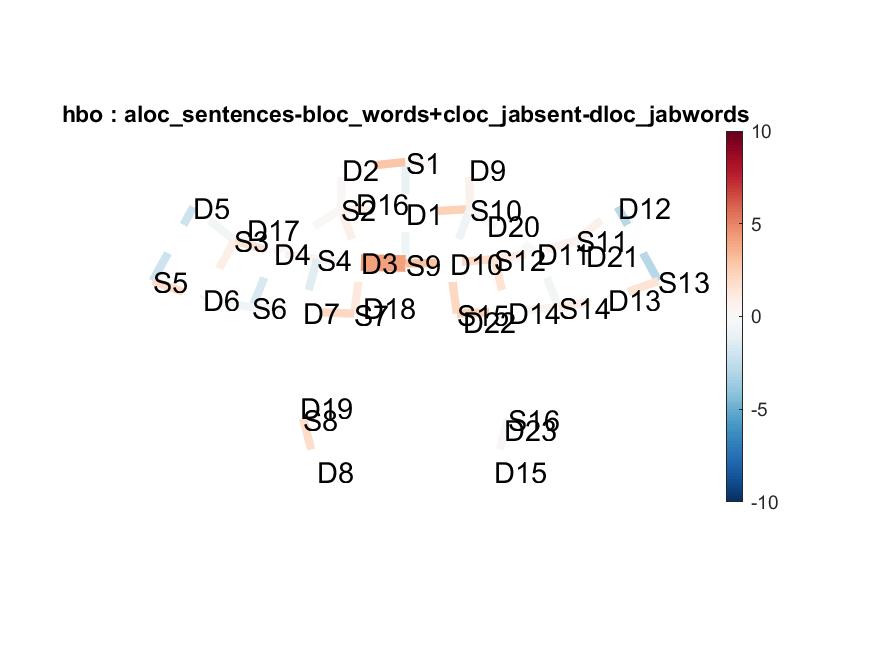 hbo : aloc_sentences-bloc_words+cloc_jabsent-dloc_jabwords
10
D2 S1 D9
D5 S2 D16 D1 S10 D12
D17 D20
S3 D4 S4 D3 S9 D10 S12 D11 S11 D21
5
S5 S13
D6 S6 D7 S7 D18 S15 D22 D14 S14 D13
0
D19 S16
S8 D23
-5
D8 D15
-10